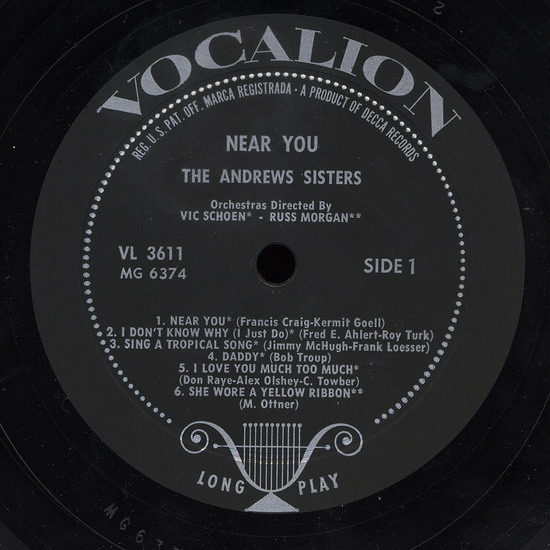 VOCALION
REG. U.S. PAT. OFF. MARCA REGISTRADA · A PRODUCT OF DECCA RECORDS
NEAR YOU
THE ANDREWS SISTERS
Orchestras Directed By
VIC SCHOEN* - RUSS MORGAN**
VL 3611
MG 6374
SIDE 1
1. NEAR YOU* (Francis Craig-Kermit Goell)
2. I DON'T KNOW WHY (I Just Do)* (Fred E. Ahlert-Roy Turk)
3. SING A TROPICAL SONG* (Jimmy McHugh-Frank Loesser)
4. DADDY* (Bob Troup)
5. I LOVE YOU MUCH TOO MUCH*
(Don Raye-Alex Olshey-C. Towber)
6. SHE WORE A YELLOW RIBBON**
(M. Ottner)
LONG PLAY
2